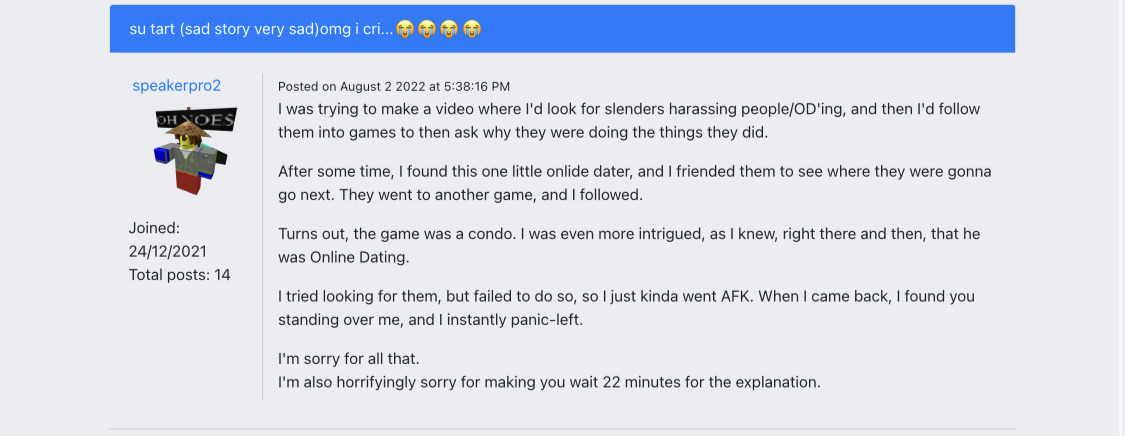 su tart (sad story very sad)omg i cri...😭😭😭😭
speakerpro2
OH NOES
Joined:
24/12/2021
Total posts: 14
Posted on August 2 2022 at 5:38:16 PM
I was trying to make a video where I'd look for slenders harassing people/OD'ing, and then I'd follow
them into games to then ask why they were doing the things they did.
After some time, I found this one little onlide dater, and I friended them to see where they were gonna
go next. They went to another game, and I followed.
Turns out, the game was a condo. I was even more intrigued, as I knew, right there and then, that he
was Online Dating.
I tried looking for them, but failed to do so, so I just kinda went AFK. When I came back, I found you
standing over me, and I instantly panic-left.
I'm sorry for all that.
I'm also horrifyingly sorry for making you wait 22 minutes for the explanation.